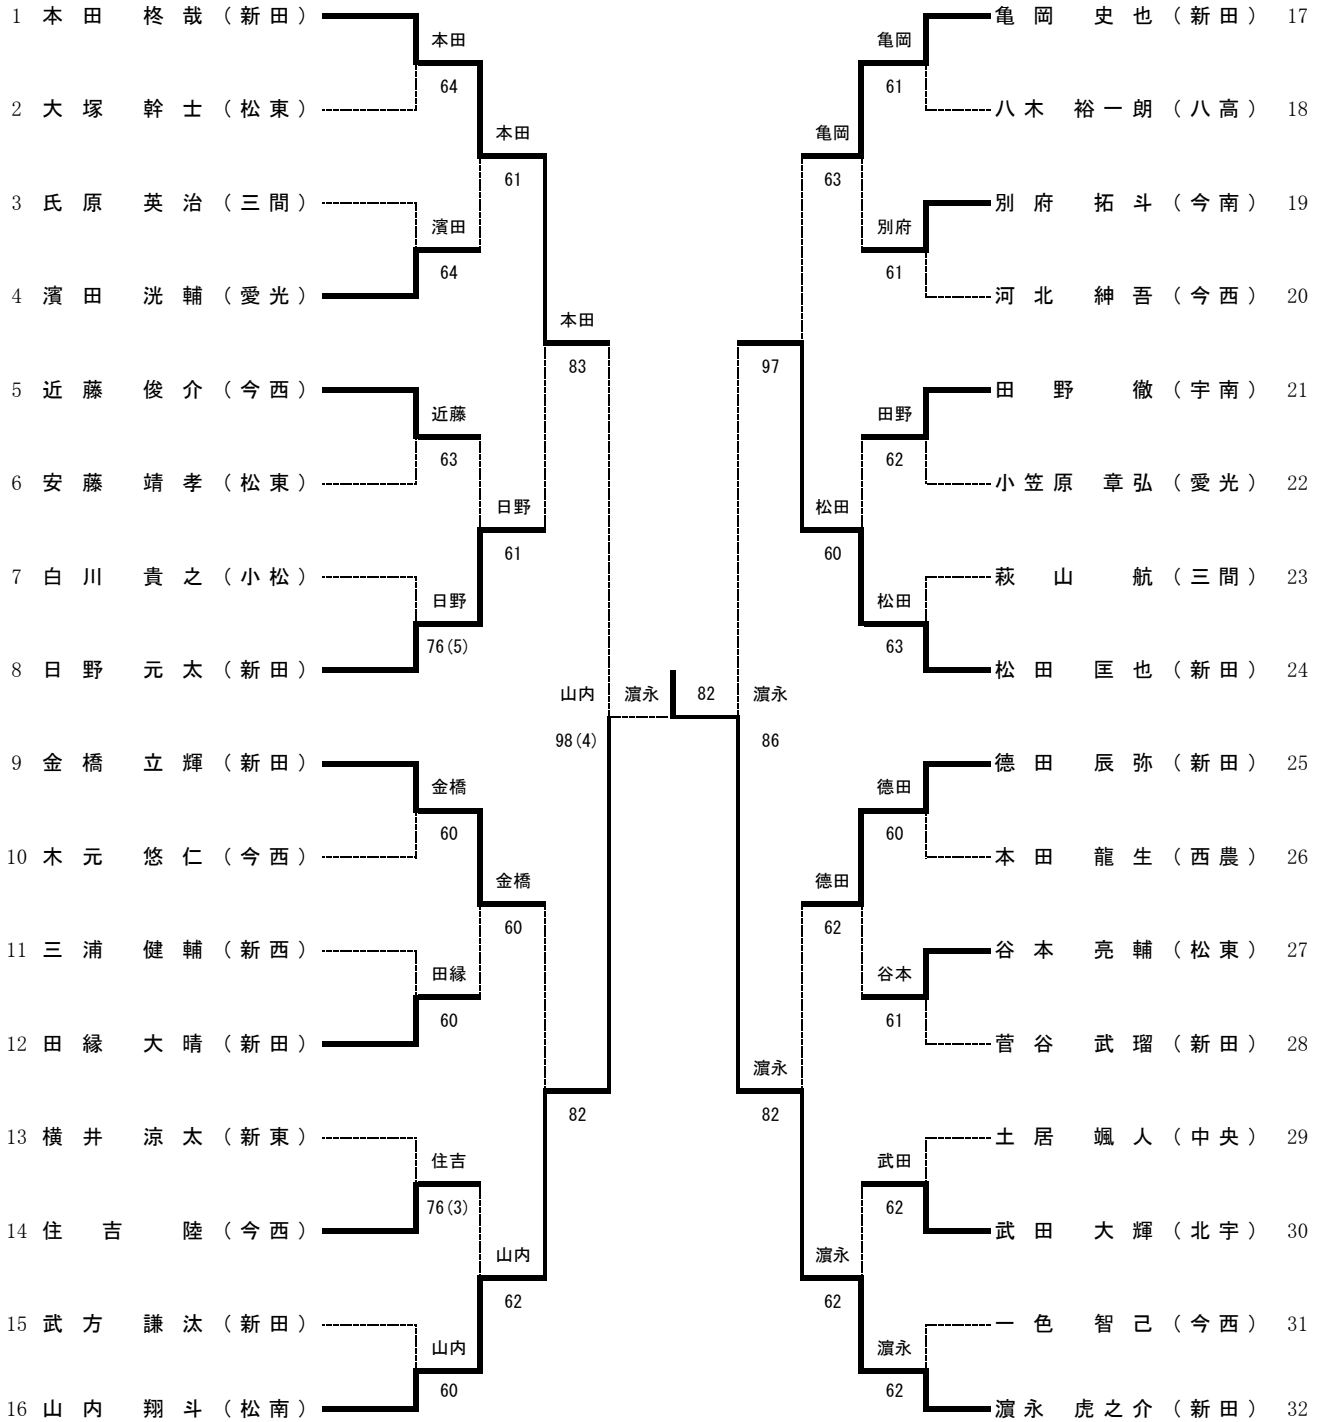 1 本田 柊哉 (新田)
亀岡 史也 (新田) 17
本田
亀岡
64
61
2 大塚 幹士 (松東)
八木 裕一朗 (八高) 18
本田
亀岡
61
63
3 氏原 英治 (三間)
別府 拓斗 (今南) 19
濱田
別府
64
61
4 濱田 洸輔 (愛光)
河北 紳吾 (今西) 20
本田
83
97
5 近藤 俊介 (今西)
田野 徹 (宇南) 21
近藤
田野
63
62
6 安藤 靖孝 (松東)
小笠原 章弘 (愛光) 22
日野
松田
61
60
7 白川 貴之 (小松)
萩山 航 (三間) 23
日野
松田
76(5)
63
8 日野 元太 (新田)
松田 匡也 (新田) 24
山内 濵永 82 濵永
98(4)
86
9 金橋 立輝 (新田)
德田 辰弥 (新田) 25
金橋
德田
60
60
10 木元 悠仁 (今西)
本田 龍生 (西農) 26
金橋
德田
60
62
11 三浦 健輔 (新西)
谷本 亮輔 (松東) 27
田縁
谷本
60
61
12 田縁 大晴 (新田)
菅谷 武瑠 (新田) 28
濵永
82
82
13 横井 涼太 (新東)
土居 颯人 (中央) 29
住吉
武田
76(3)
62
14 住吉 陸 (今西)
武田 大輝 (北宇) 30
山内
濵永
62
62
15 武方 謙汰 (新田)
一色 智己 (今西) 31
山内
濵永
60
62
16 山内 翔斗 (松南)
濵永 虎之介 (新田) 32